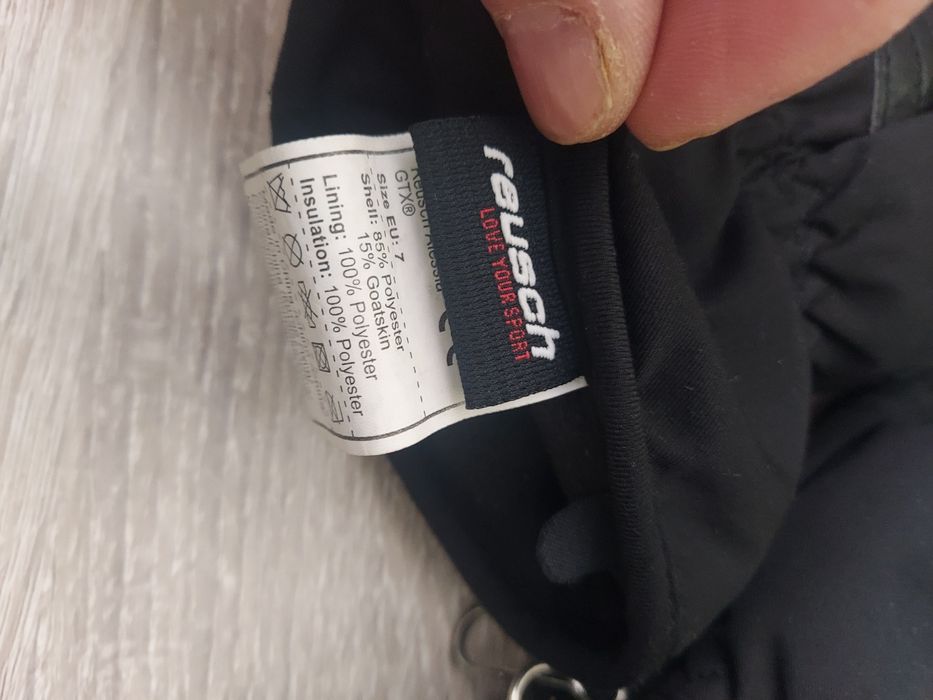 reusch
LOVE YOUR SPORT
GTX®
Size EU: 7
Shell: 85% Polyester
15% Goatskin
Lining: 100% Polyester
Insulation: 100% Polyester